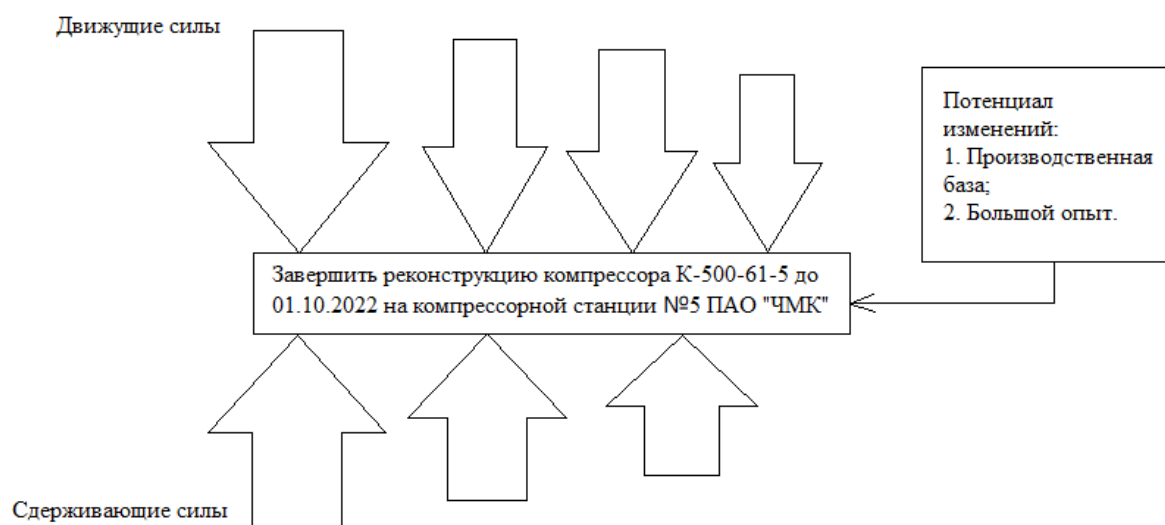 Движущие силы
Потенциал
изменений:
1. Производственная
база;
2. Большой опыт.
Завершить реконструкцию компрессора К-500-61-5 до
01.10.2022 на компрессорной станции №5 ПАО "ЧМК"
Сдерживающие силы